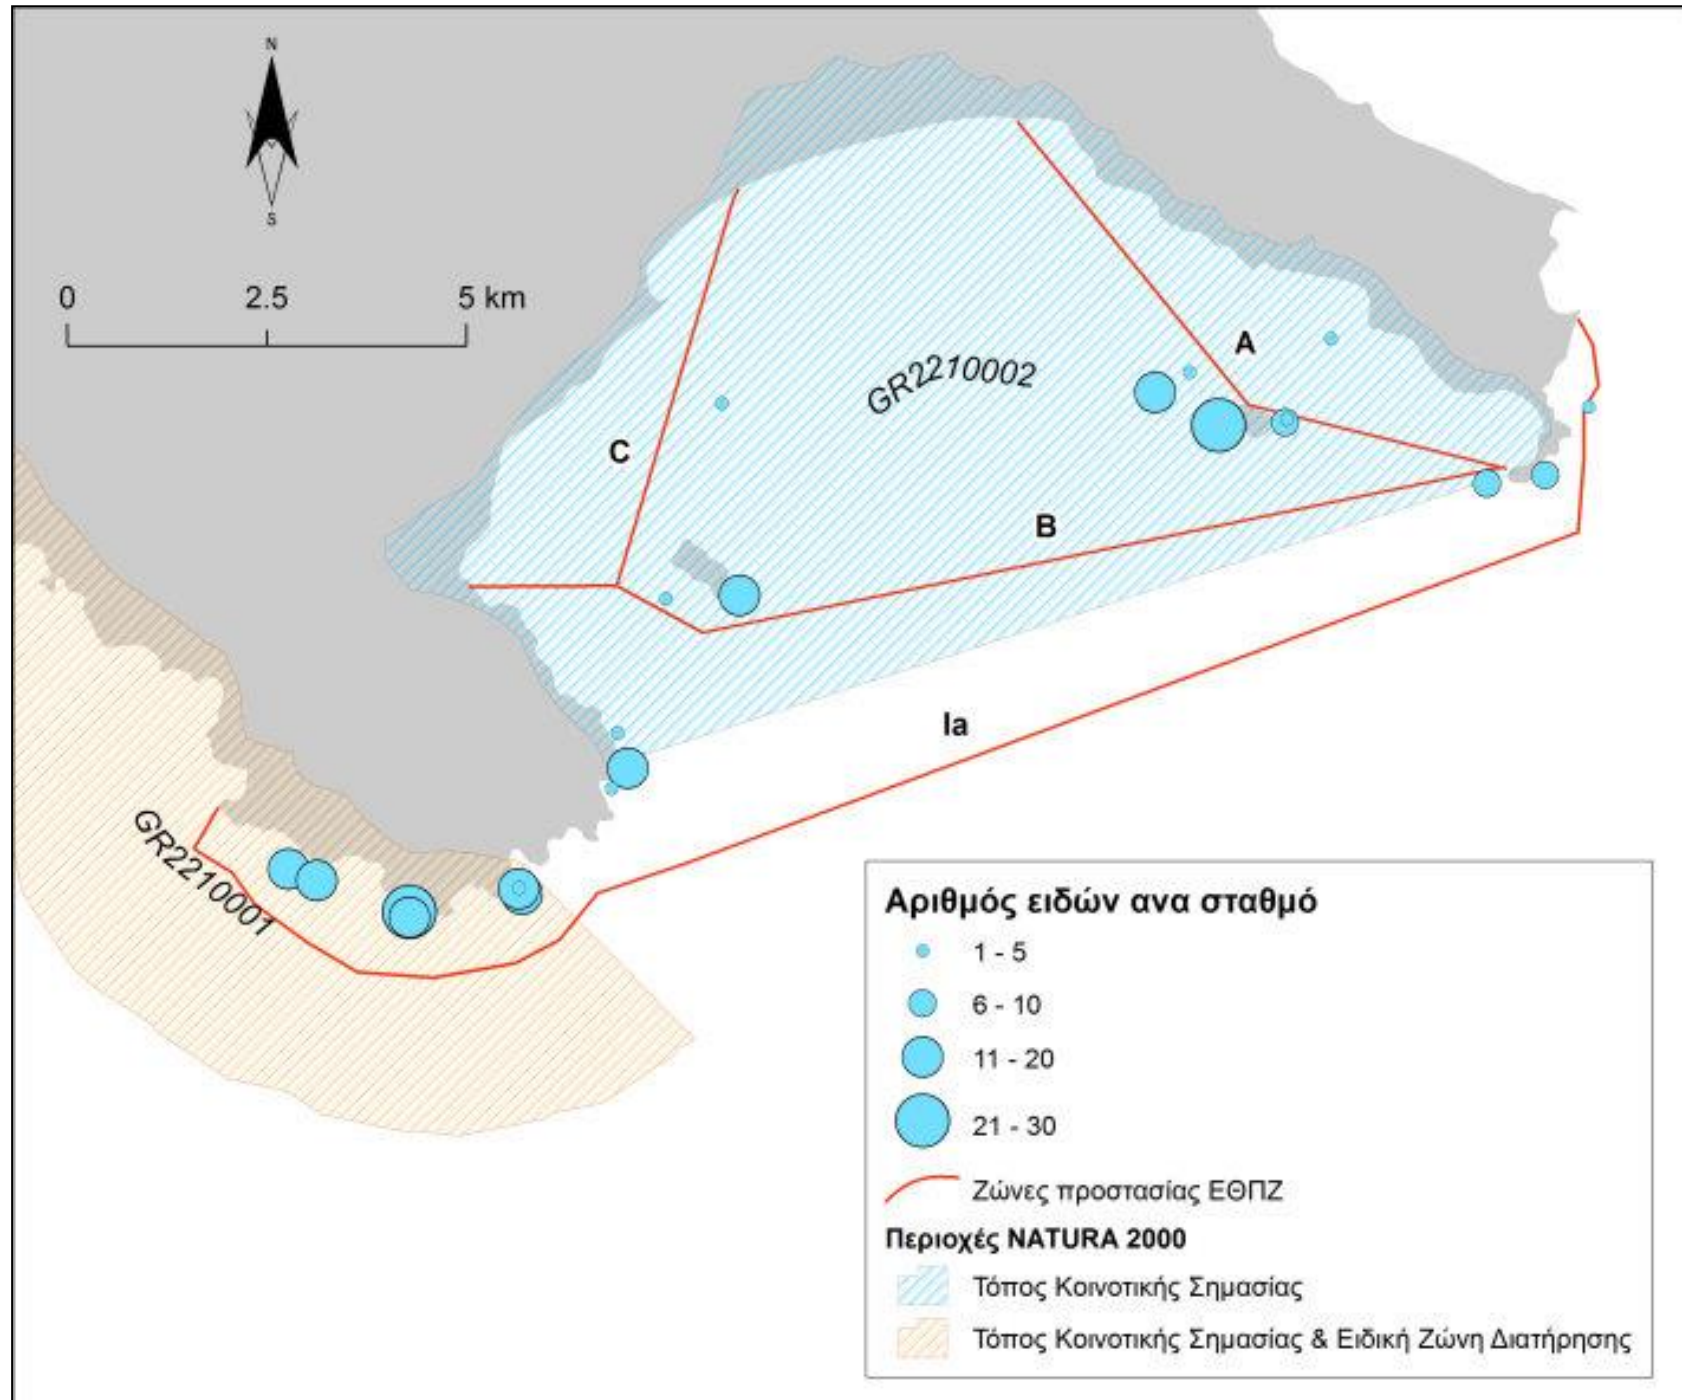 N
S
0 2.5 5 km
GR2210002
A
C
B
Ia
GR2210001
Αριθμός ειδών ανα σταθμό
1 - 5
6 - 10
11 - 20
21 - 30
Ζώνες προστασίας ΕΘΠΖ
Περιοχές NATURA 2000
Τόπος Κοινοτικής Σημασίας
Τόπος Κοινοτικής Σημασίας & Ειδική Ζώνη Διατήρησης